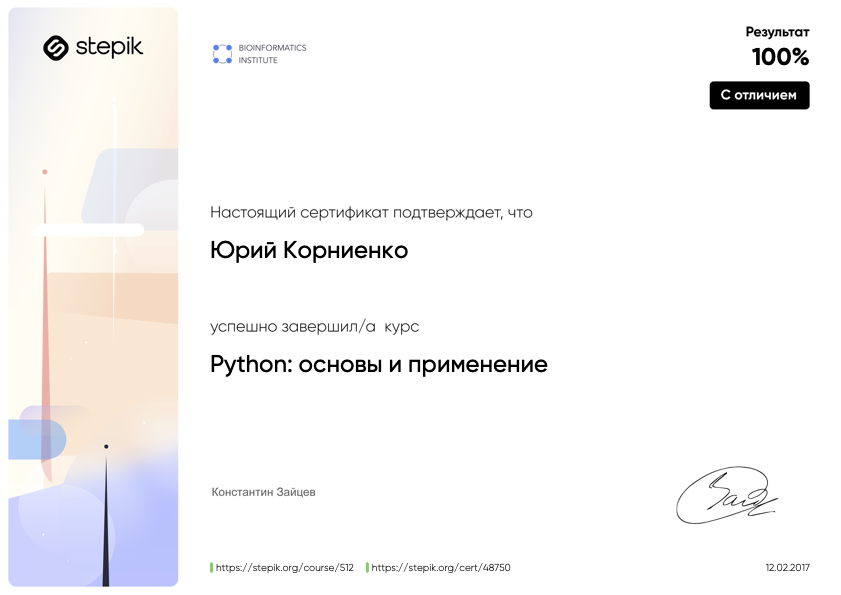 stepik
BIOINFORMATICS
INSTITUTE
Результат
100%
С отличием
Настоящий сертификат подтверждает, что
Юрий Корниенко
успешно завершил/а курс
Python: основы и применение
Константин Зайцев
https://stepik.org/course/512 https://stepik.org/cert/48750
12.02.2017